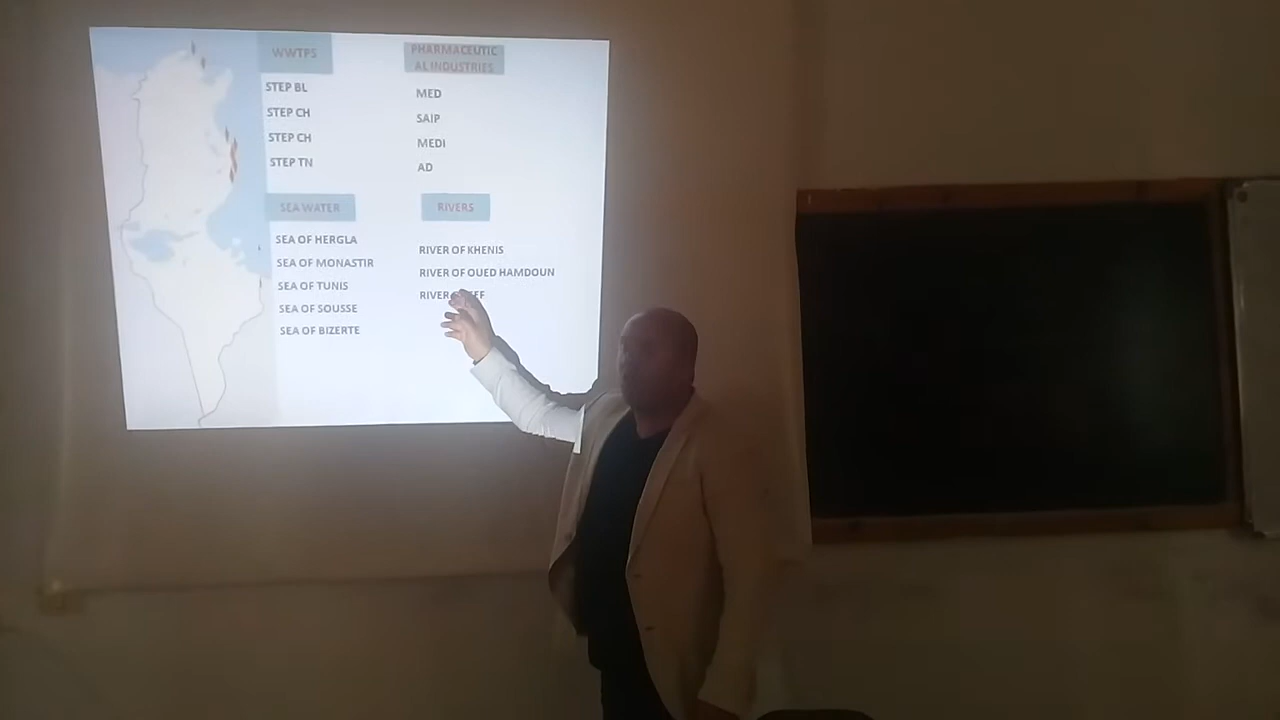 WWTPS
STEP BL
STEP CH
STEP CH
STEP TN
PHARMACEUTIC
AL INDUSTRIES
MED
SAIP
MEDI
AD
SEA WATER
SEA OF HERGLA
SEA OF MONASTIR
SEA OF TUNIS
SEA OF SOUSSE
SEA OF BIZERTE
RIVERS
RIVER OF KHENIS
RIVER OF OUED HAMDOUN
RIVER